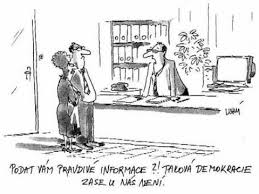 PODAT VÁM PRAVDIVÉ INFORMACE ?! TAKOVÁ DEMOKRACIE
ZASE U NÁS NENÍ.